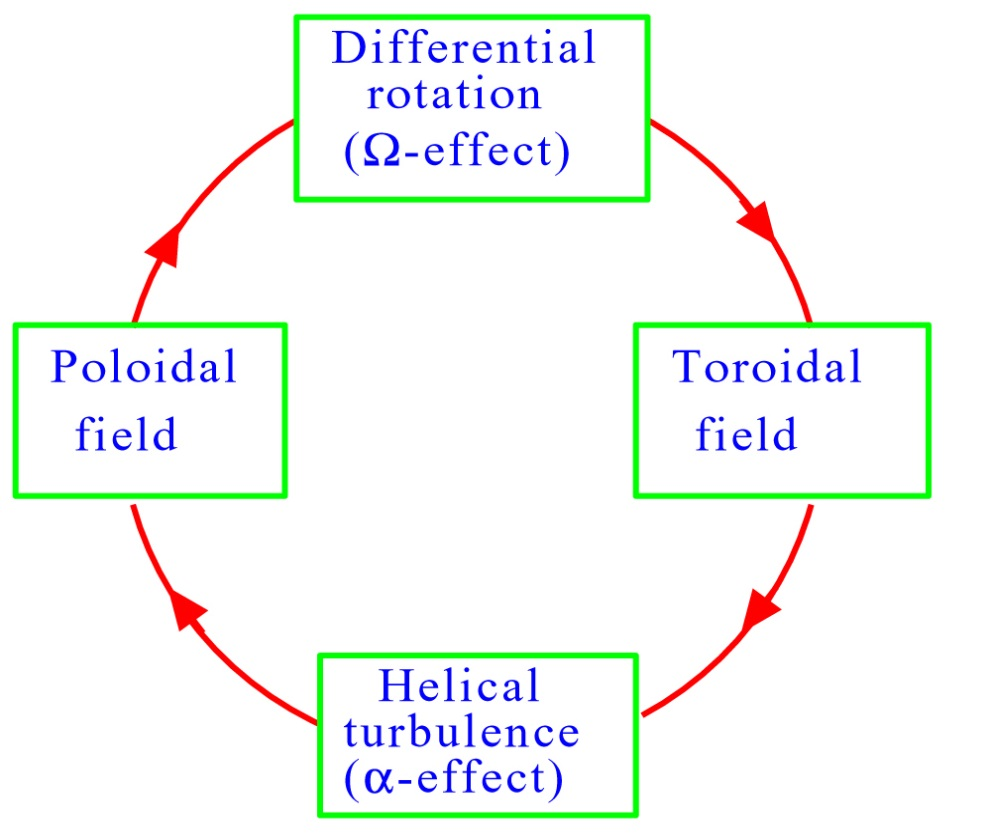 Differential
rotation
(Ω-effect)
Poloidal
field
Toroidal
field
Helical
turbulence
(α-effect)